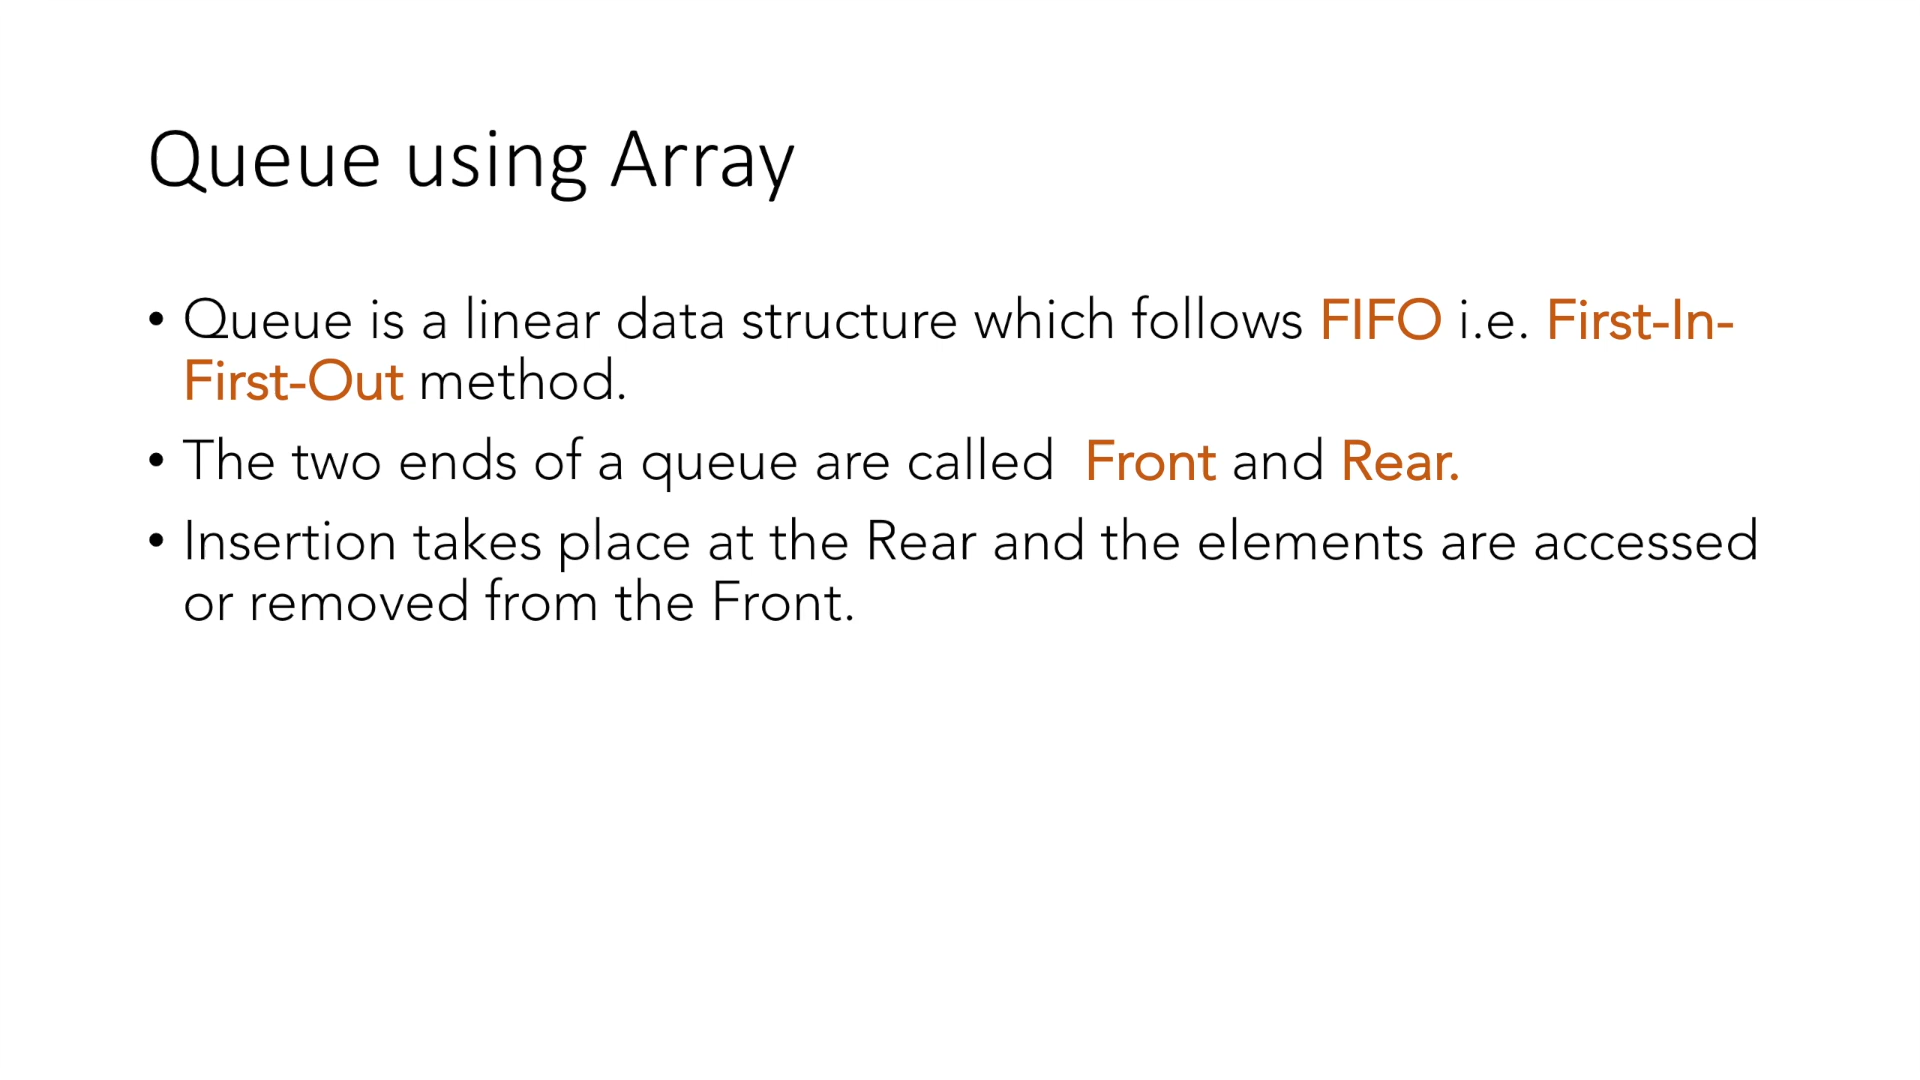 Queue using Array
• Queue is a linear data structure which follows FIFO i.e. First-In-
First-Out method.
• The two ends of a queue are called  Front and Rear.
• Insertion takes place at the Rear and the elements are accessed
or removed from the Front.